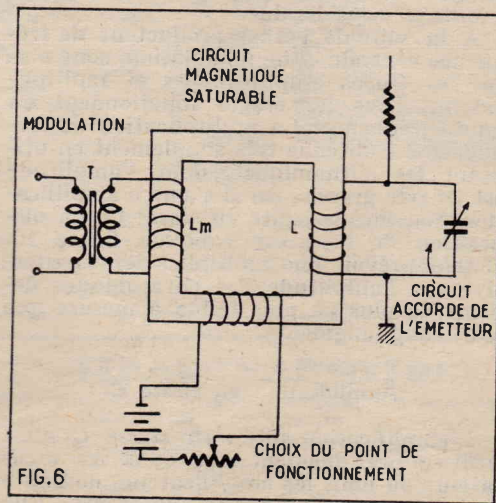 CIRCUIT
MAGNETIQUE
SATURABLE
MODULATION
T
Lm
L
CIRCUIT
ACCORDE DE
L'EMETTEUR
CHOIX DU POINT DE
FONCTIONNEMENT
FIG.6